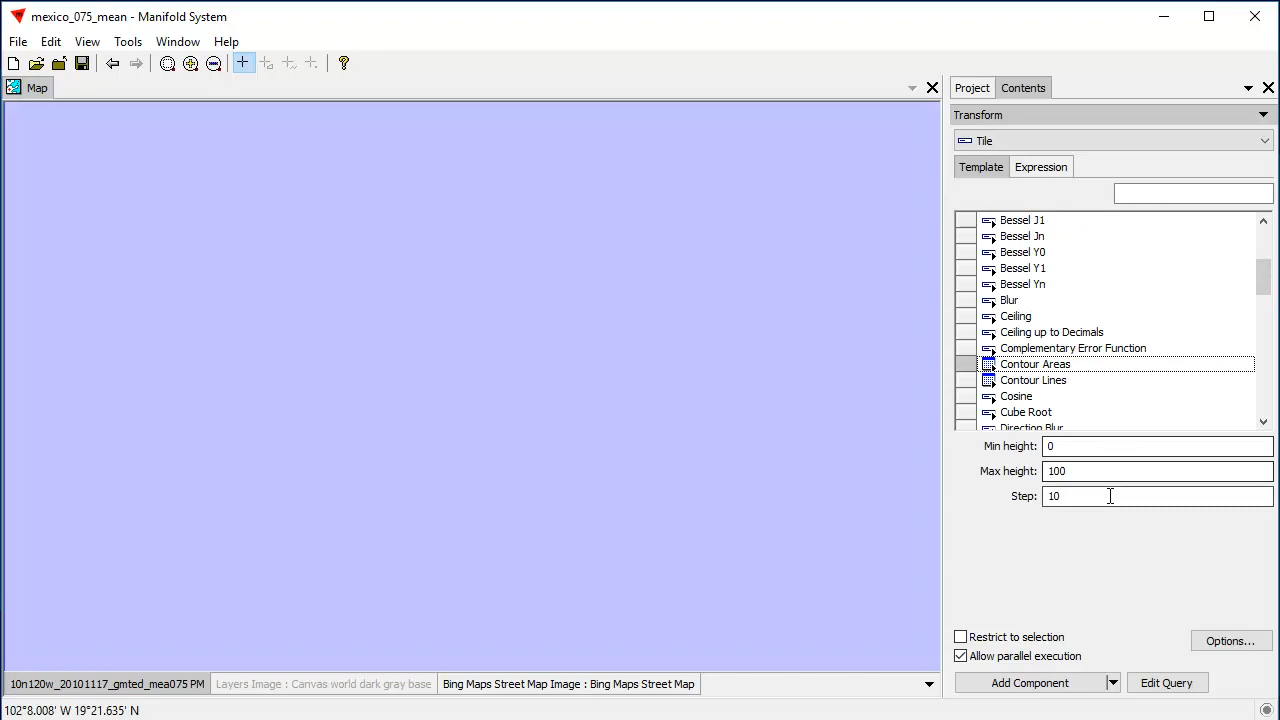 mexico_075_mean - Manifold System
File Edit View Tools Window Help
Map
Project Contents
Transform
Tile
Template Expression
Bessel J1
Bessel Jn
Bessel Y0
Bessel Y1
Bessel Yn
Blur
Ceiling
Ceiling up to Decimals
Complementary Error Function
Contour Areas
Contour Lines
Cosine
Cube Root
Direction Blur
Min height: 0
Max height: 100
Step: 10
Restrict to selection
Options...
Allow parallel execution
10n120w_20101117_gmted_mea075 PM Layers Image : Canvas world dark gray base Bing Maps Street Map Image : Bing Maps Street Map
Add Component Edit Query
102°8.008' W 19°21.635' N